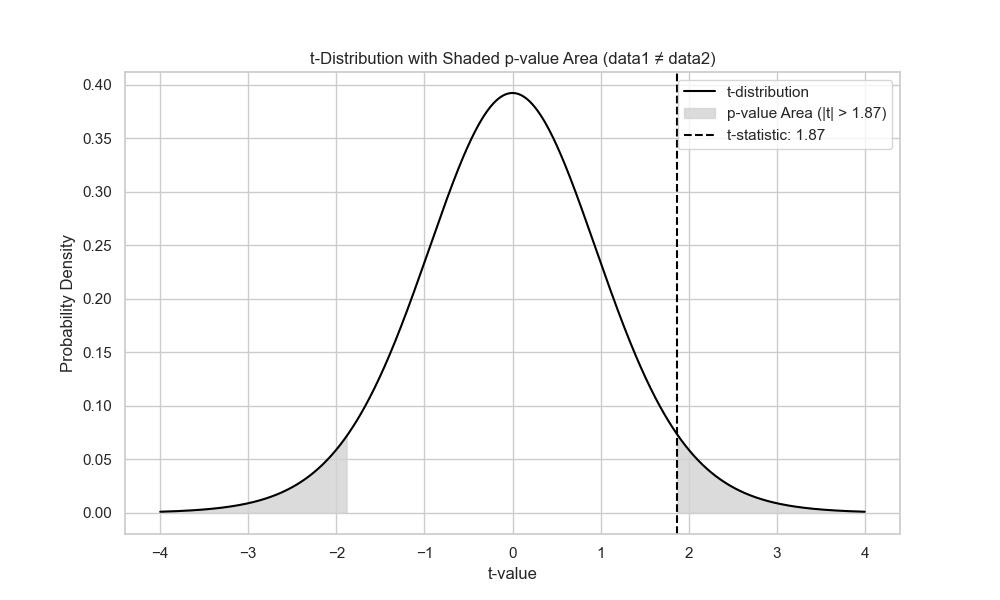 t-Distribution with Shaded p-value Area (data1 ≠ data2)
t-distribution
p-value Area (|t| > 1.87)
t-statistic: 1.87
Probability Density
0.40
0.35
0.30
0.25
0.20
0.15
0.10
0.05
0.00
−4 −3 −2 −1 0 1 2 3 4
t-value